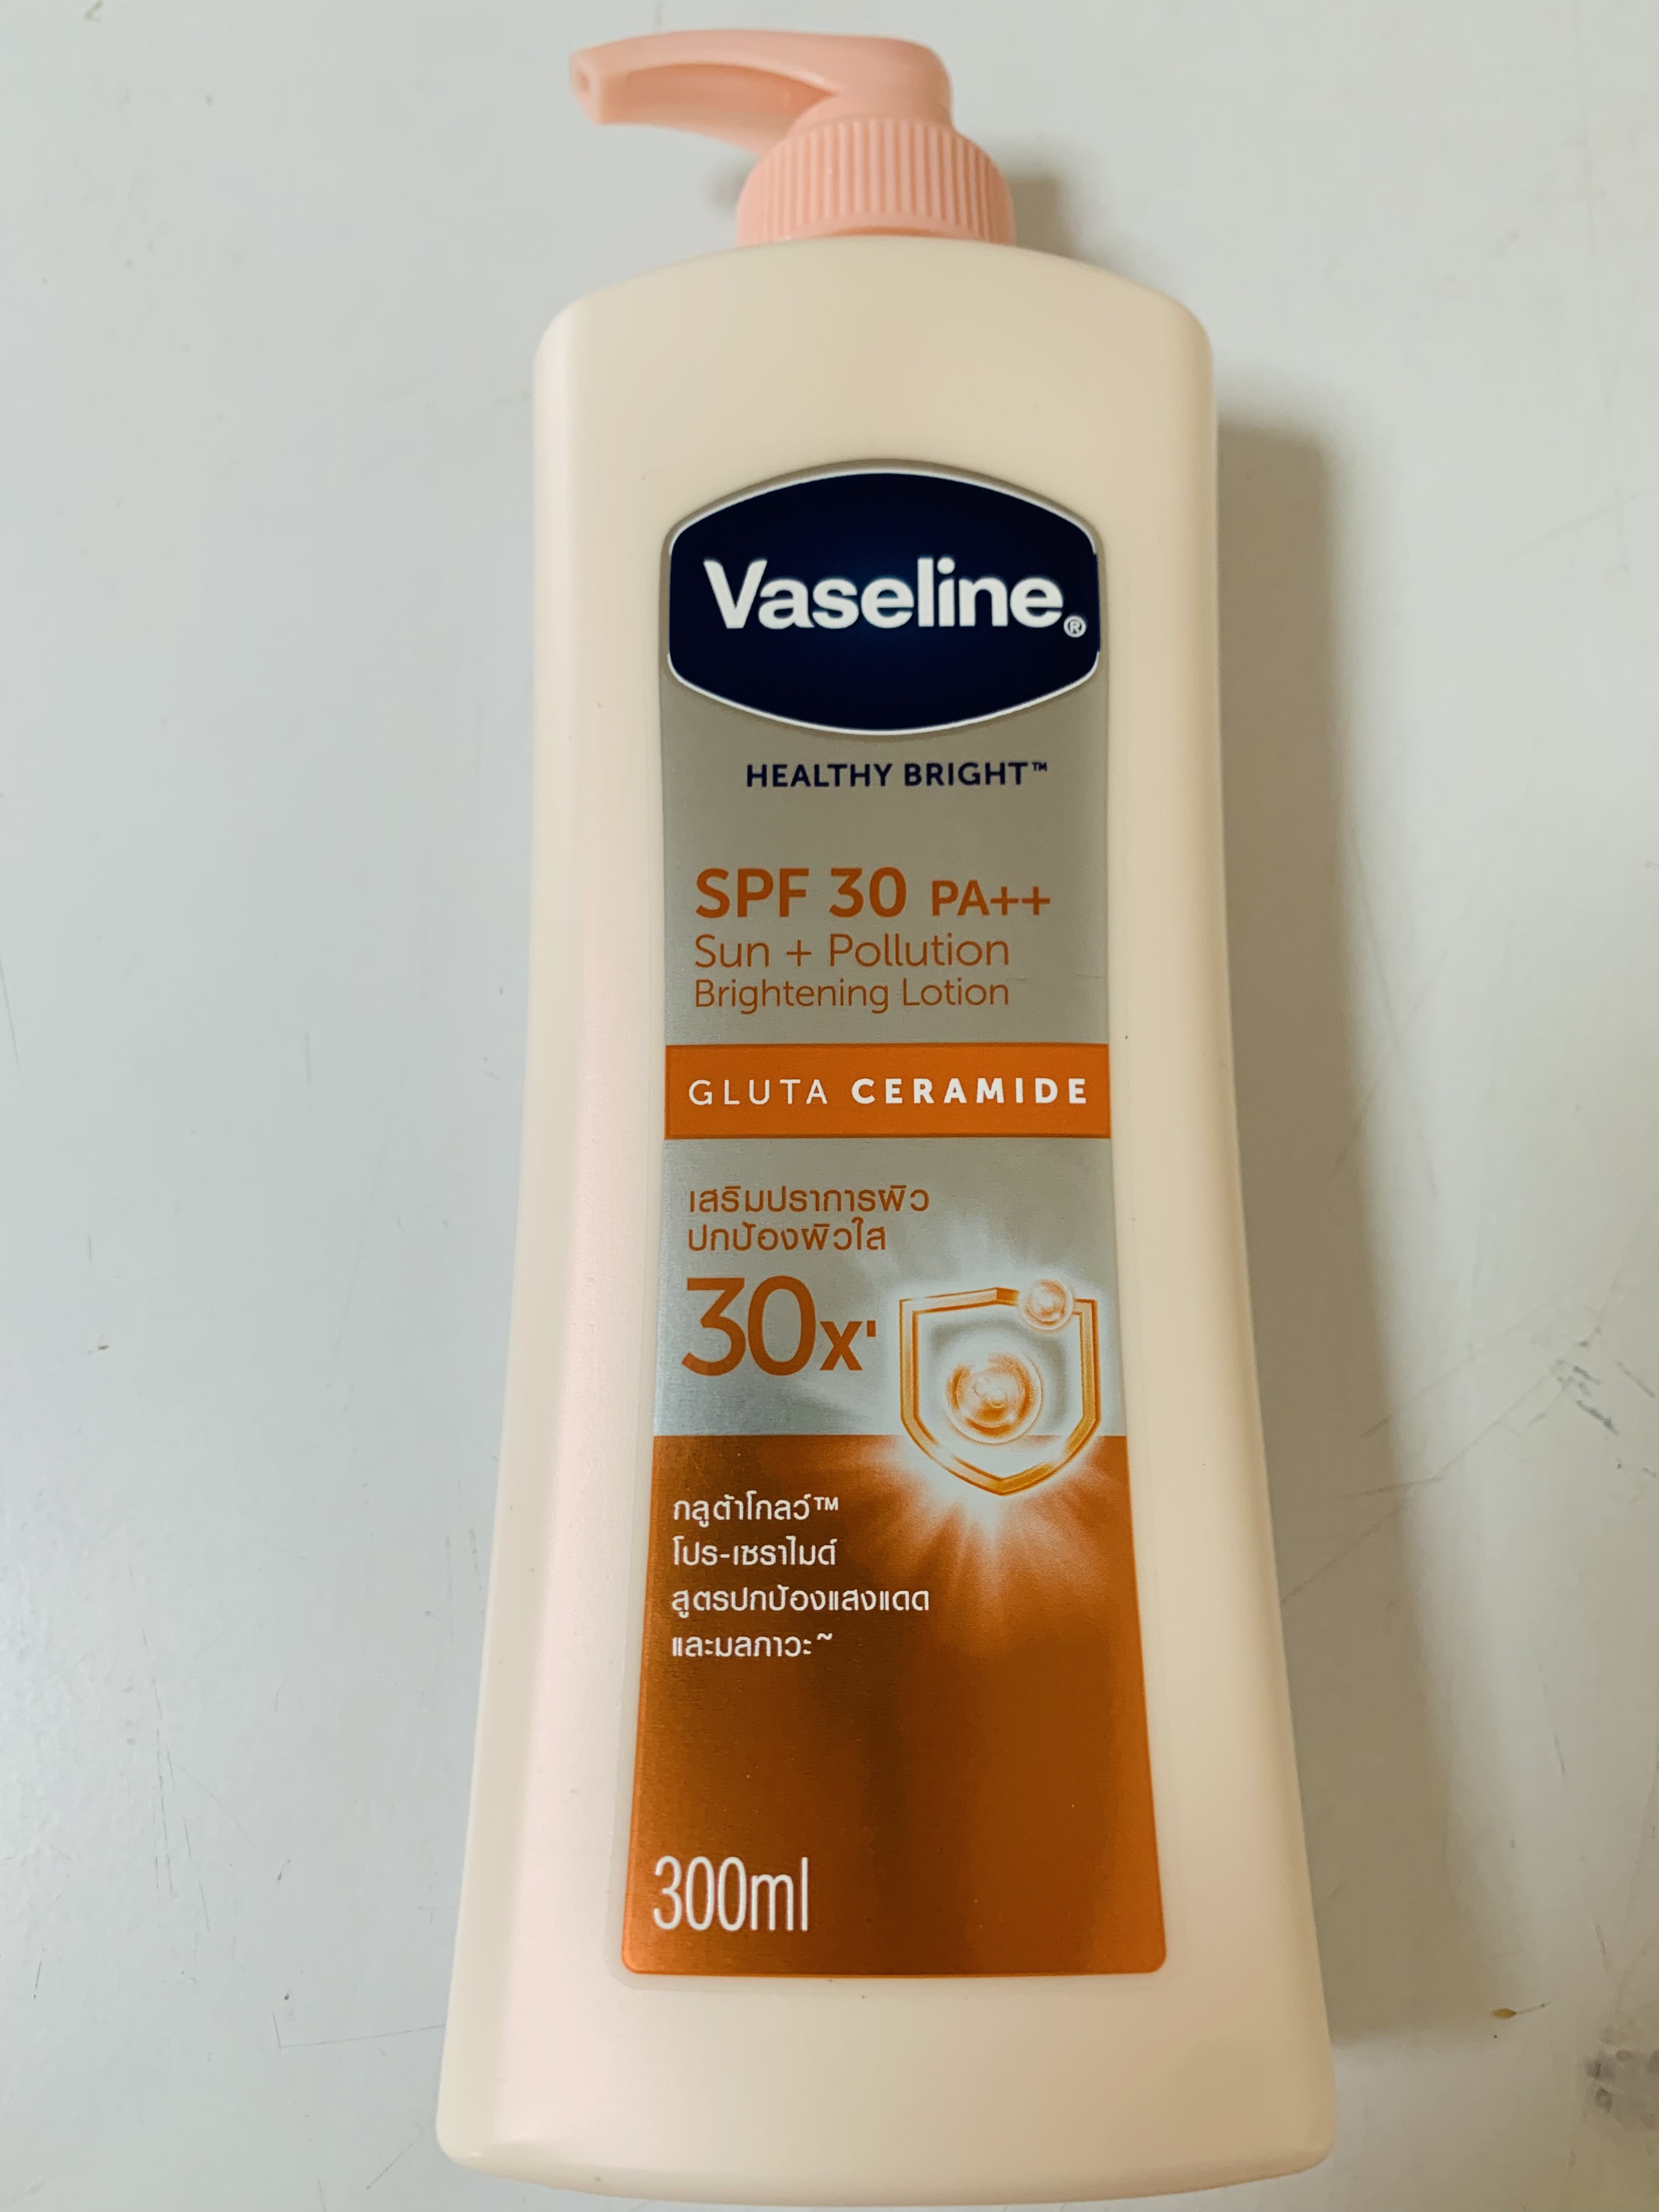 Vaseline®
HEALTHY BRIGHT™
SPF 30 PA++
Sun + Pollution
Brightening Lotion
GLUTA CERAMIDE
เสริมปราการผิว
ปกป้องผิวใส
30x'
กลูต้าโกลว์™
โปร-เซราไมด์
สูตรปกป้องแสงแดด
และมลภาวะ~
300ml